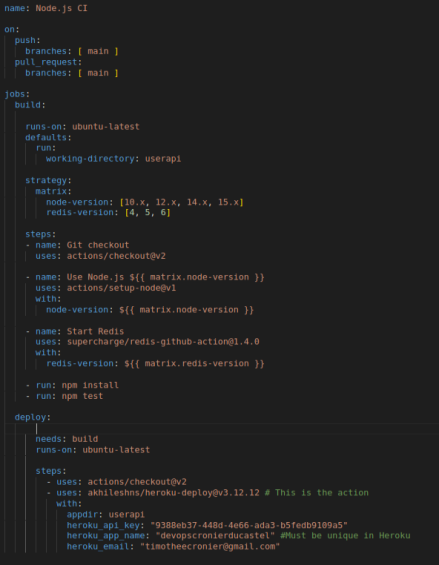 name: Node.js CI
on:
push:
branches: [ main ]
pull_request:
branches: [ main ]
jobs:
build:
runs-on: ubuntu-latest
defaults:
run:
working-directory: userapi
strategy:
matrix:
node-version: [10.x, 12.x, 14.x, 15.x]
redis-version: [4, 5, 6]
steps:
- name: Git checkout
uses: actions/checkout@v2
- name: Use Node.js ${{ matrix.node-version }}
uses: actions/setup-node@v1
with:
node-version: ${{ matrix.node-version }}
- name: Start Redis
uses: supercharge/redis-github-action@1.4.0
with:
redis-version: ${{ matrix.redis-version }}
- run: npm install
- run: npm test
deploy:
needs: build
runs-on: ubuntu-latest
steps:
- uses: actions/checkout@v2
- uses: akhileshns/heroku-deploy@v3.12.12 # This is the action
with:
appdir: userapi
heroku_api_key: "9388eb37-448d-4e66-ada3-b5fedb9109a5"
heroku_app_name: "devopscronierducastel" #Must be unique in Heroku
heroku_email: "timotheecronier@gmail.com"